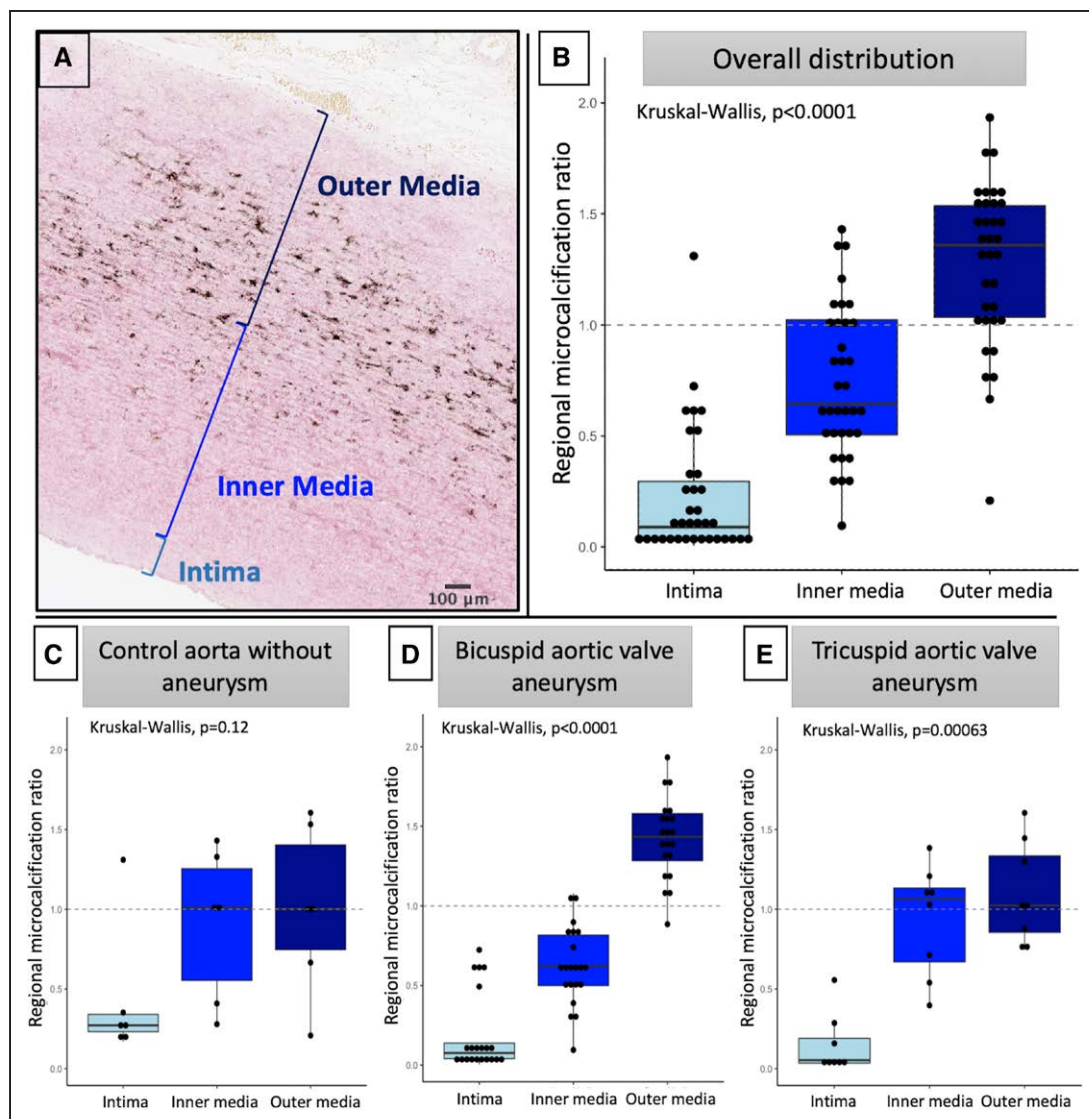 A
Outer Media
Inner Media
Intima
100 μm
B
Overall distribution
Kruskal-Wallis, p<0.0001
Regional microcalcification ratio
2.0
1.5
1.0
0.5
0.0
Intima
Inner media
Outer media
C
Control aorta without
aneurysm
Kruskal-Wallis, p=0.12
Regional microcalcification ratio
2.0
1.5
1.0
0.5
0.0
Intima
Inner media
Outer media
D
Bicuspid aortic valve
aneurysm
Kruskal-Wallis, p<0.0001
Regional microcalcification ratio
2.0
1.5
1.0
0.5
0.0
Intima
Inner media
Outer media
E
Tricuspid aortic valve
aneurysm
Kruskal-Wallis, p=0.00063
Regional microcalcification ratio
2.0
1.5
1.0
0.5
0.0
Intima
Inner media
Outer media